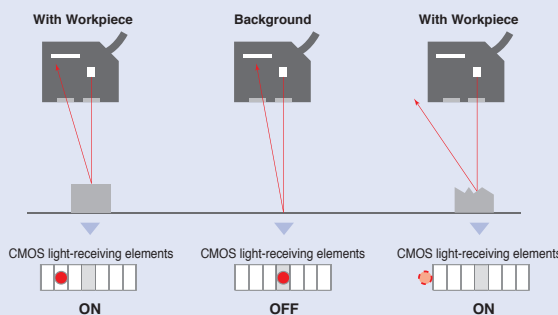 With Workpiece
Background
With Workpiece
CMOS light-receiving elements
CMOS light-receiving elements
CMOS light-receiving elements
ON
OFF
ON